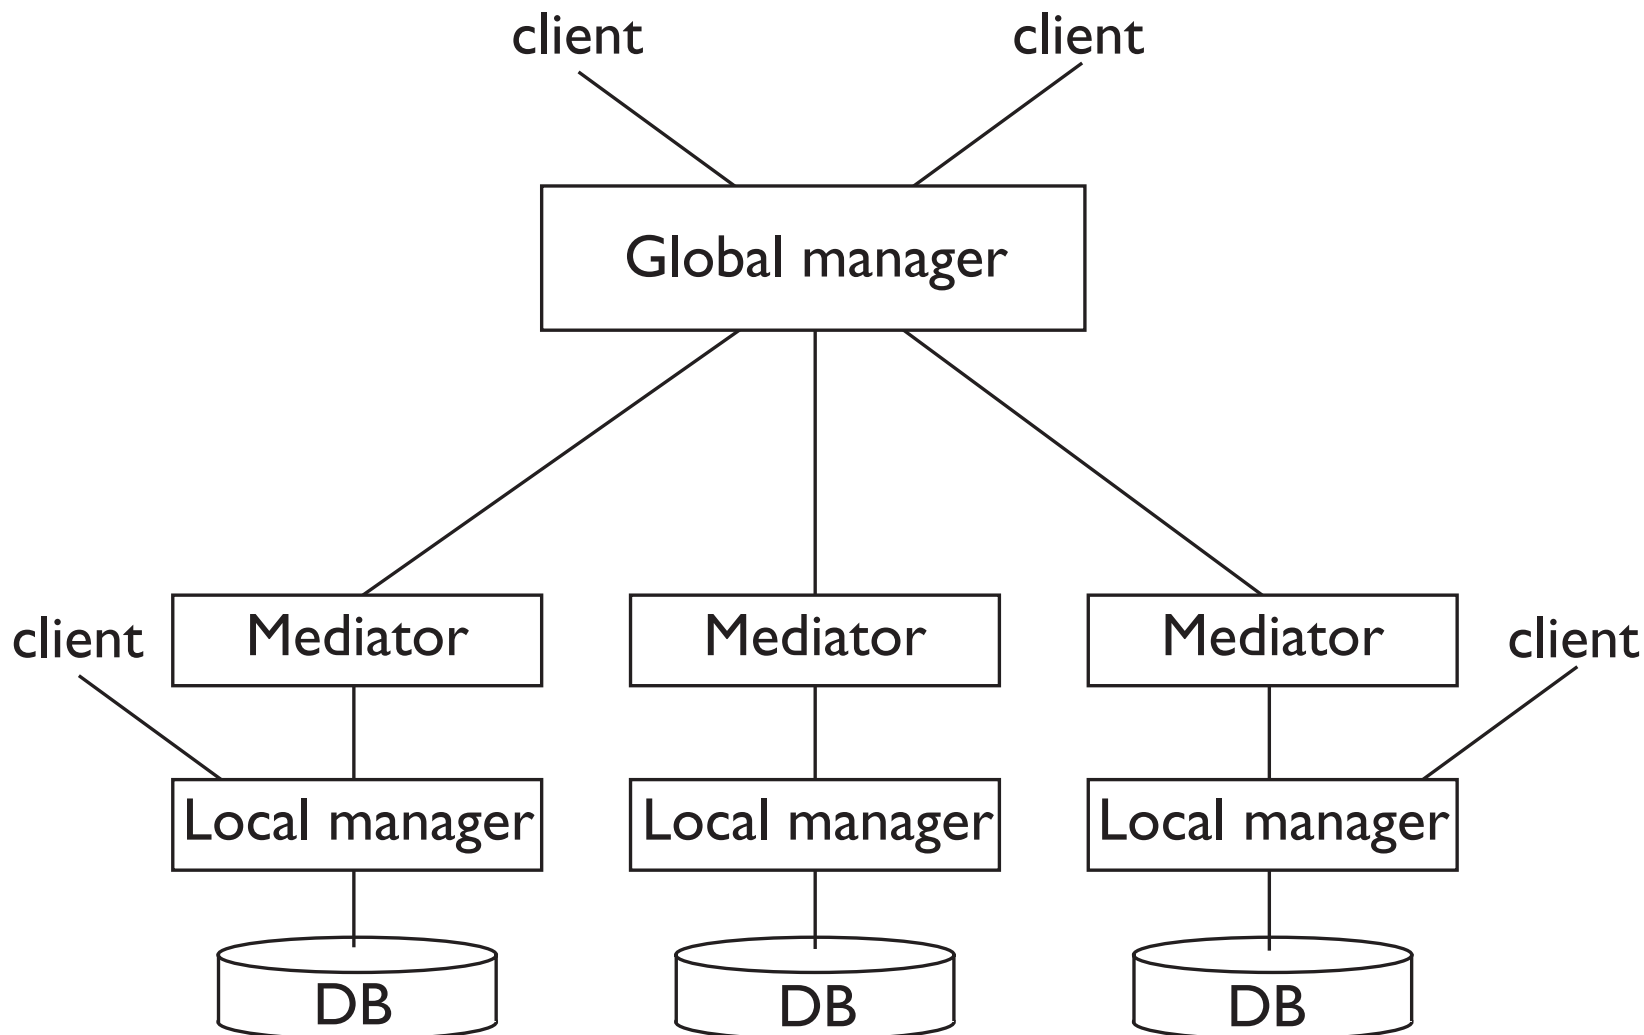 client client
Global manager
client Mediator Mediator Mediator client
Local manager Local manager Local manager
DB DB DB